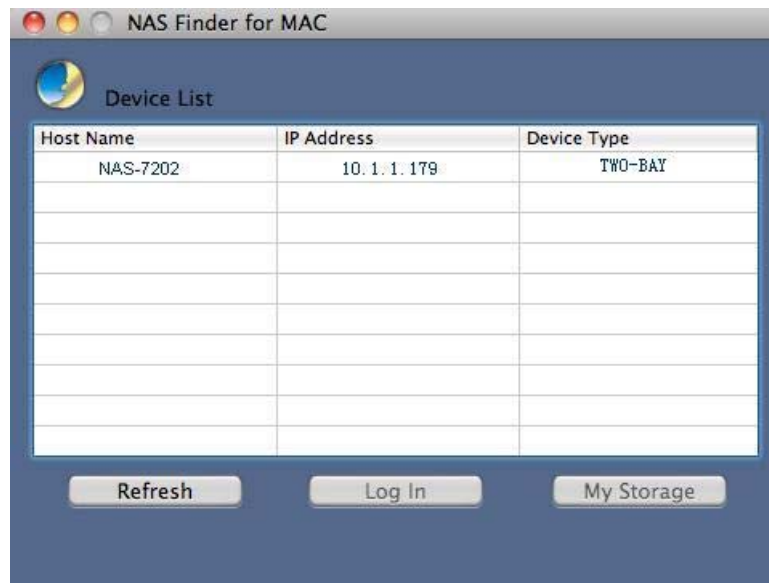 NAS Finder for MAC
Device List
Host Name IP Address Device Type
NAS-7202 10.1.1.179 TWO-BAY
Refresh Log In My Storage